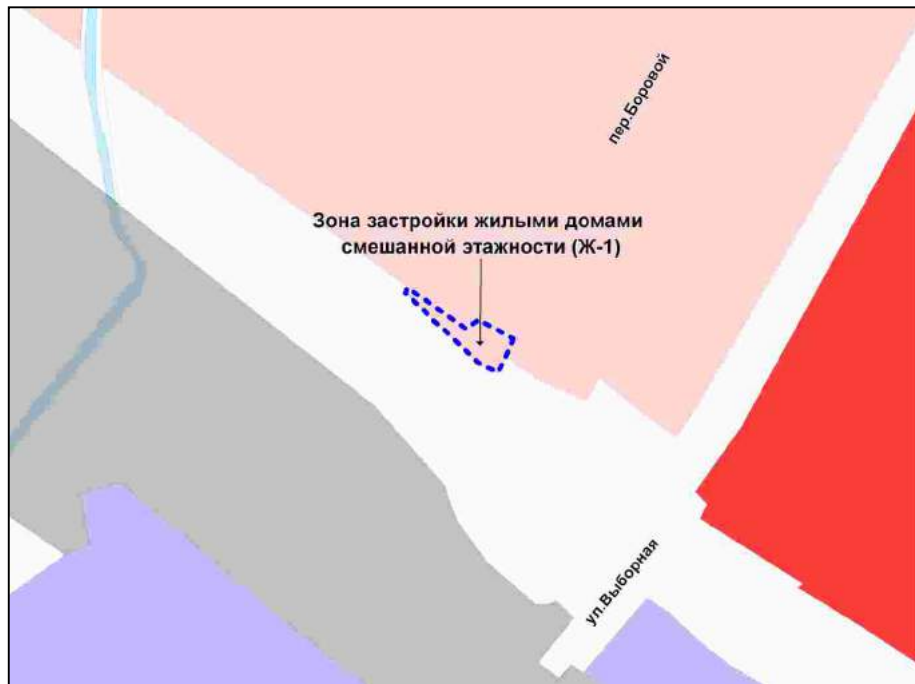 пер.Боровой
Зона застройки жилыми домами
смешанной этажности (Ж-1)
ул.Выборная